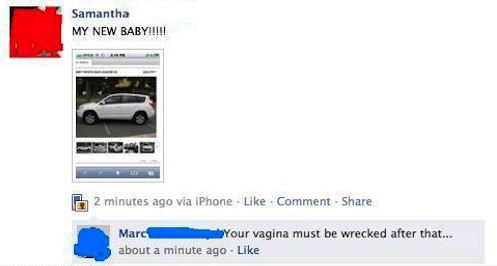 Samantha
MY NEW BABY!!!!!
2 minutes ago via iPhone · Like · Comment · Share
Marc Your vagina must be wrecked after that...
about a minute ago · Like